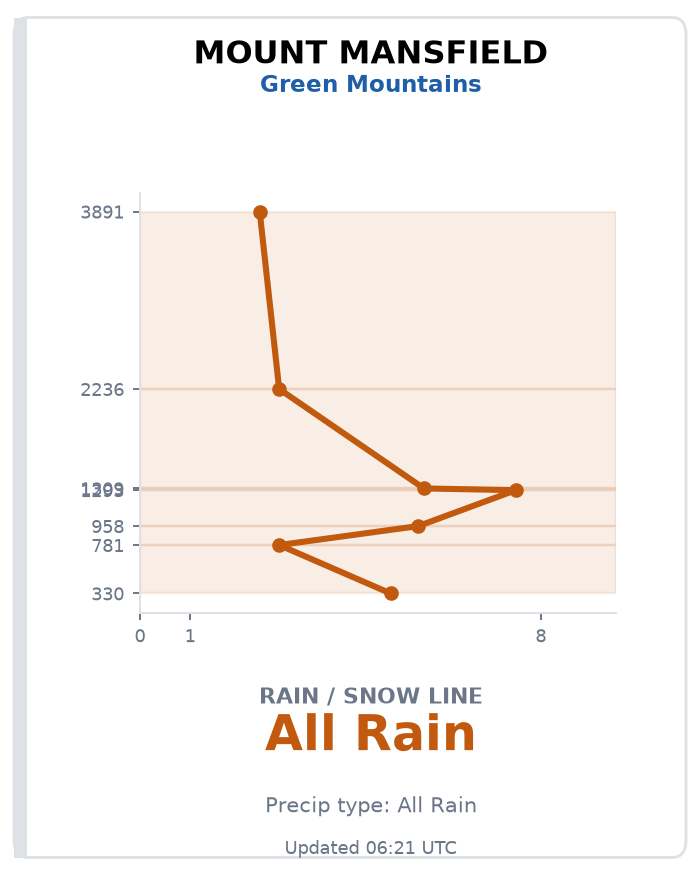 MOUNT MANSFIELD
Green Mountains
3891
2236
958
781
330
0 1 8
RAIN / SNOW LINE
All Rain
Precip type: All Rain
Updated 06:21 UTC